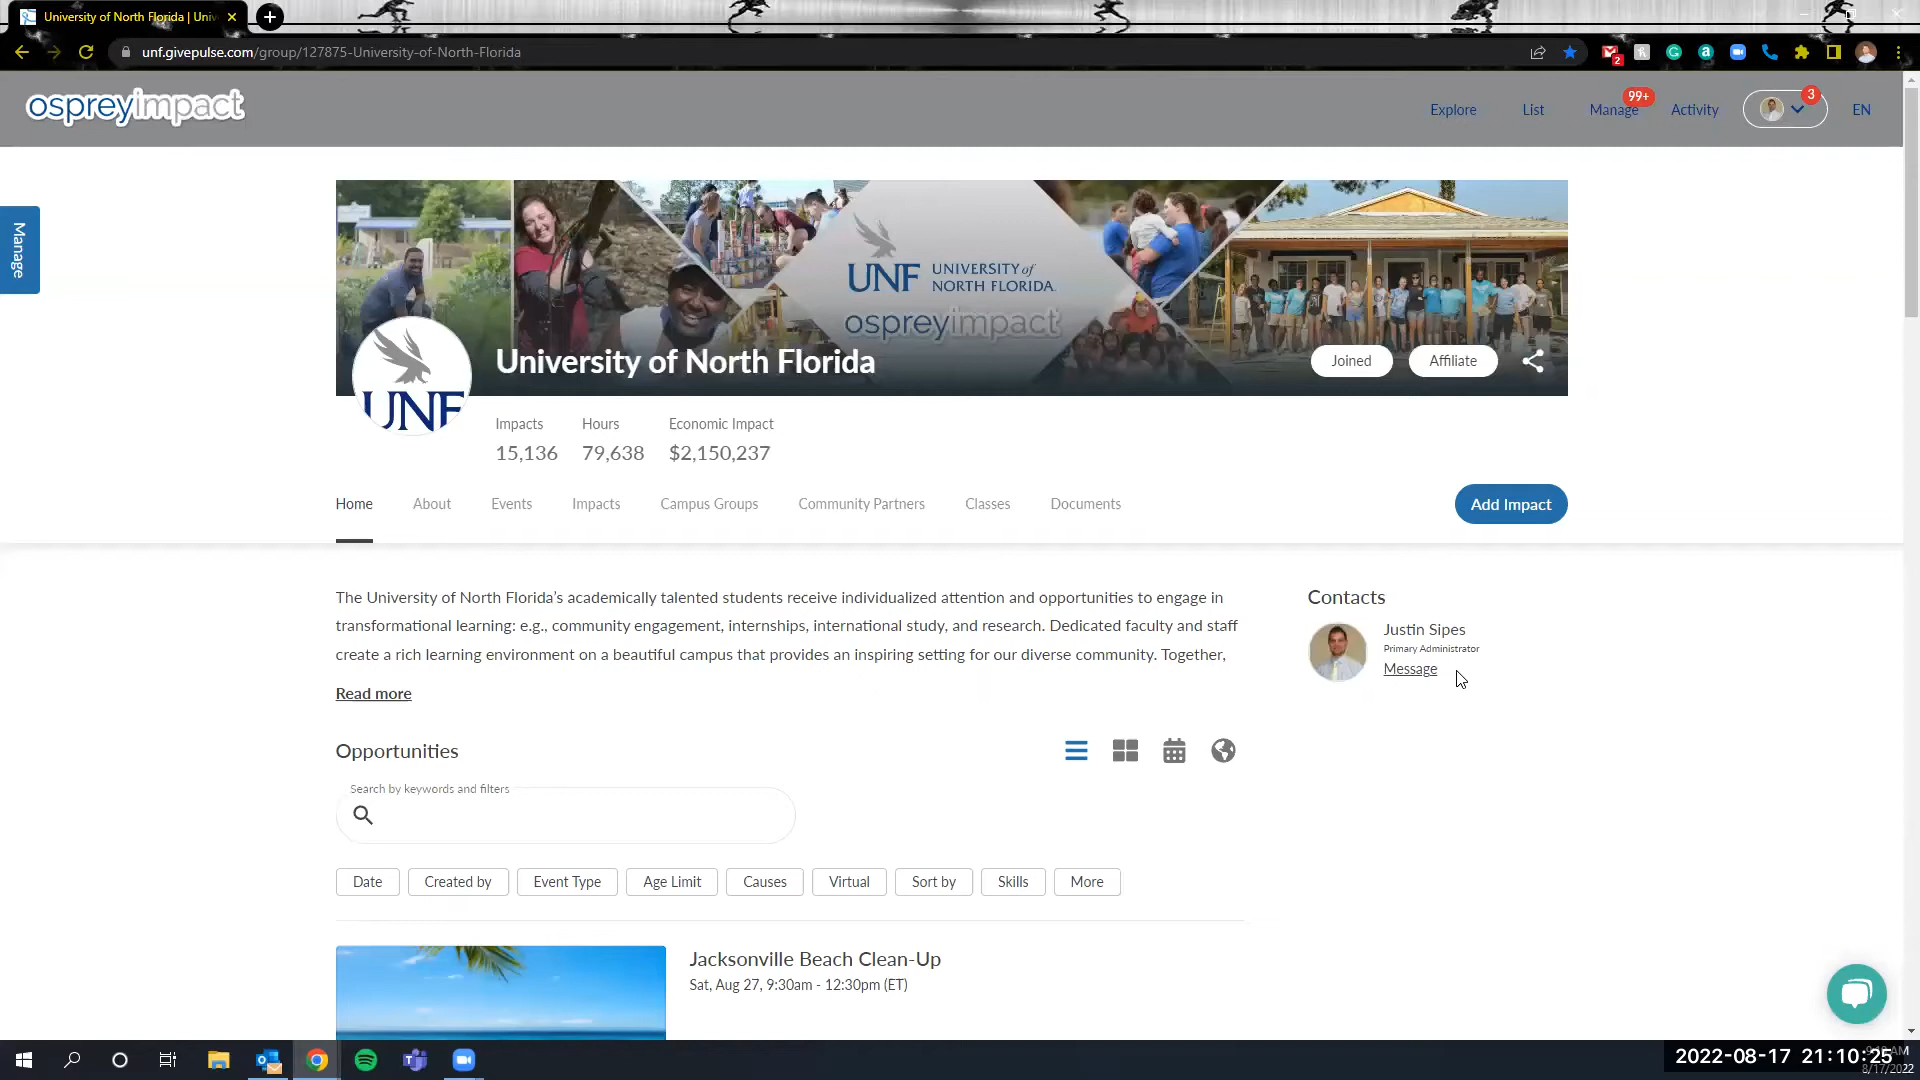 University of North Florida | Univ
unf.givepulse.com/group/127875-University-of-North-Florida
2
ospreyimpact
Explore
List
Manage
99+
Activity
3
EN
Manage
UNF UNIVERSITY of NORTH FLORIDA
ospreyimpact
UNF
University of North Florida
Joined
Affiliate
Impacts
Hours
Economic Impact
15,136
79,638
$2,150,237
Home
About
Events
Impacts
Campus Groups
Community Partners
Classes
Documents
Add Impact
The University of North Florida's academically talented students receive individualized attention and opportunities to engage in
transformational learning: e.g., community engagement, internships, international study, and research. Dedicated faculty and staff
create a rich learning environment on a beautiful campus that provides an inspiring setting for our diverse community. Together,
Read more
Contacts
Justin Sipes
Primary Administrator
Message
Opportunities
Search by keywords and filters
Date
Created by
Event Type
Age Limit
Causes
Virtual
Sort by
Skills
More
Jacksonville Beach Clean-Up
Sat, Aug 27, 9:30am - 12:30pm (ET)
2022-08-17 21:10:25
8/17/2022